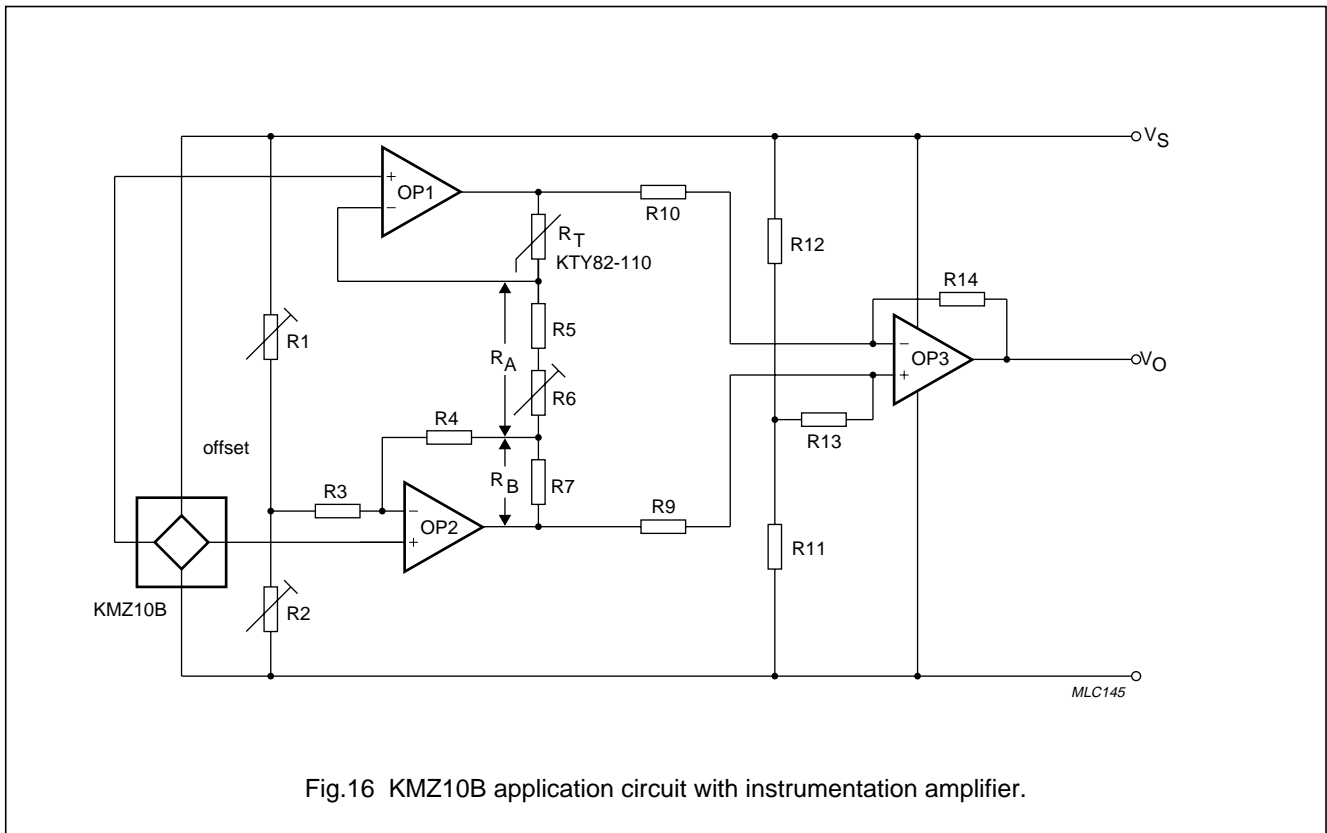 VS
+
OP1
−
R10
RT
KTY82-110
R12
R14
R5
−
R1
RA
OP3
VO
+
R6
R4
R13
offset
R3
RB
R7
−
OP2
R9
+
R11
R2
KMZ10B
MLC145
Fig.16 KMZ10B application circuit with instrumentation amplifier.